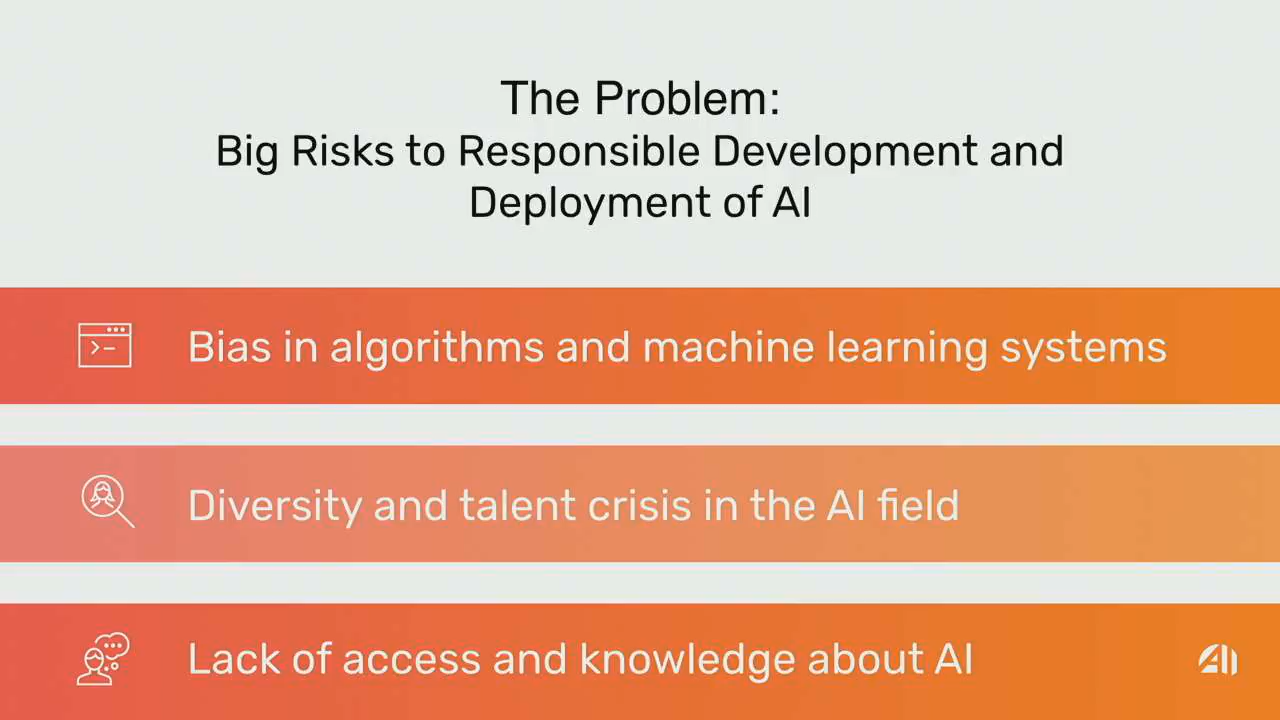 The Problem:
Big Risks to Responsible Development and
Deployment of AI
Bias in algorithms and machine learning systems
Diversity and talent crisis in the AI field
Lack of access and knowledge about AI
AI